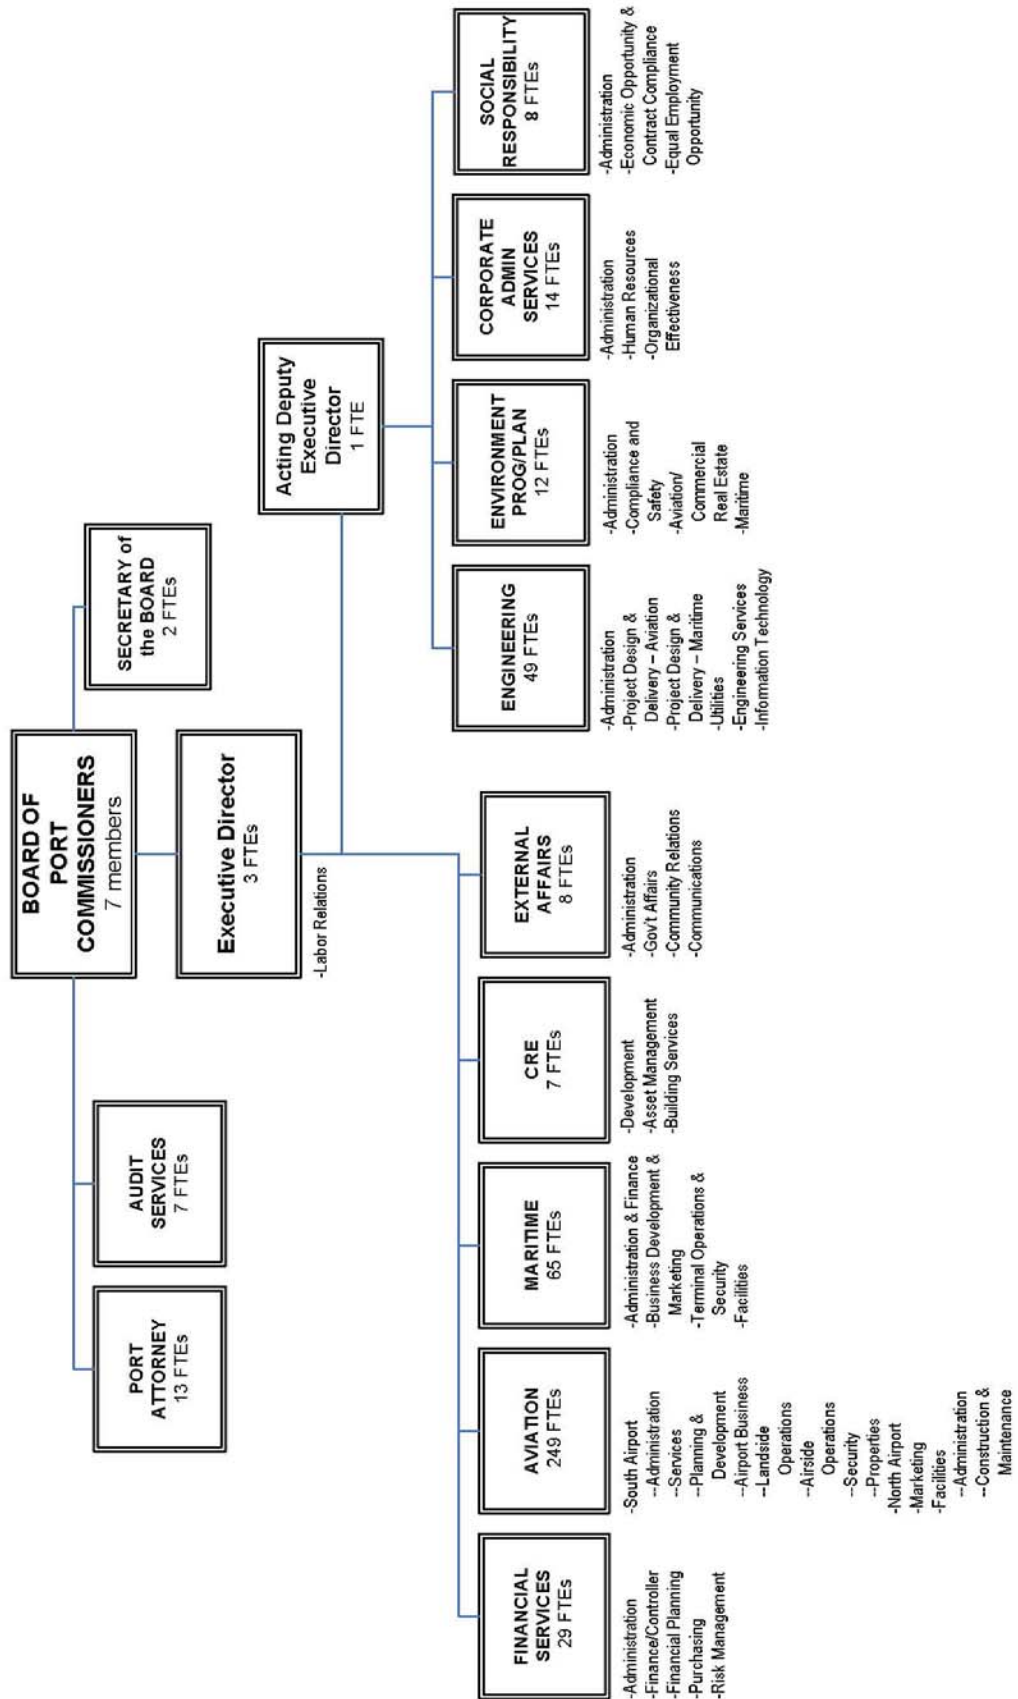 BOARD OF
PORT
COMMISSIONERS
7 members
PORT
ATTORNEY
13 FTEs
AUDIT
SERVICES
7 FTEs
SECRETARY of
the BOARD
2 FTEs
Executive Director
3 FTEs
-Labor Relations
Acting Deputy
Executive
Director
1 FTE
FINANCIAL
SERVICES
29 FTEs
-Administration
-Finance/Controller
-Financial Planning
-Purchasing
-Risk Management
AVIATION
249 FTEs
-South Airport
--Administration
--Services
--Planning &
Development
--Airport Business
--Landside
Operations
--Airside
Operations
--Security
--Properties
-North Airport
-Marketing
-Facilities
--Administration
--Construction &
Maintenance
MARITIME
65 FTEs
-Administration & Finance
-Business Development &
Marketing
-Terminal Operations &
Security
-Facilities
CRE
7 FTEs
-Development
-Asset Management
-Building Services
EXTERNAL
AFFAIRS
8 FTEs
-Administration
-Gov't Affairs
-Community Relations
-Communications
ENGINEERING
49 FTEs
-Administration
-Project Design &
Delivery – Aviation
-Project Design &
Delivery – Maritime
-Utilities
-Engineering Services
-Information Technology
ENVIRONMENT
PROG/PLAN
12 FTEs
-Administration
-Compliance and
Safety
-Aviation/
Commercial
Real Estate
-Maritime
CORPORATE
ADMIN
SERVICES
14 FTEs
-Administration
-Human Resources
-Organizational
Effectiveness
SOCIAL
RESPONSIBILITY
8 FTEs
-Administration
-Economic Opportunity &
Contract Compliance
-Equal Employment
Opportunity